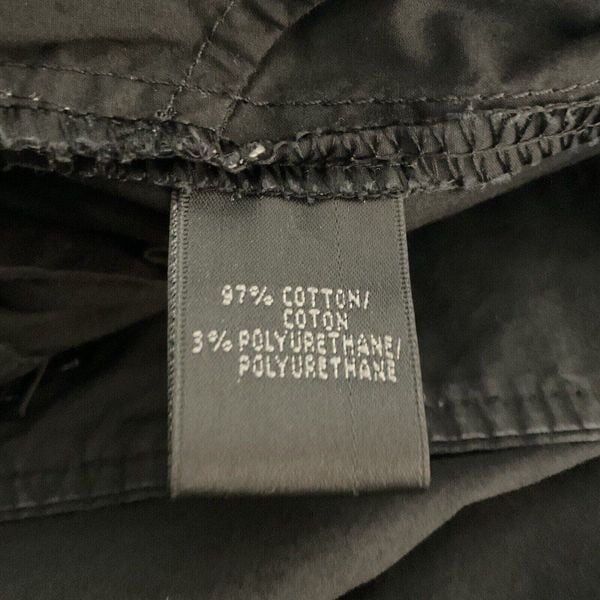 97% COTTON/
COTON
3% POLYURETHANE/
POLYURETHANE